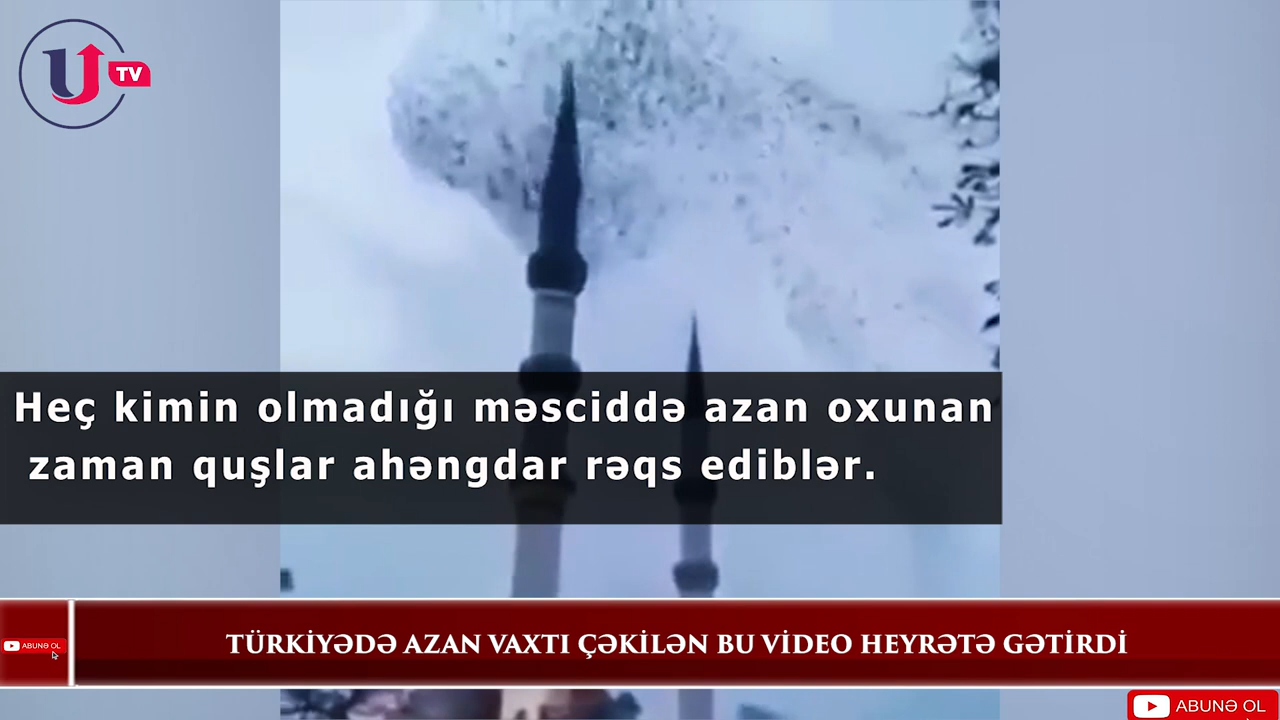 U TV
Heç kimin olmadığı məsciddə azan oxunan
zaman quşlar ahəngdar rəqs ediblər.
ABUNƏ OL
TÜRKİYƏDƏ AZAN VAXTI ÇƏKİLƏN BU VİDEO HEYRƏTƏ GƏTİRDİ
ABUNƏ OL